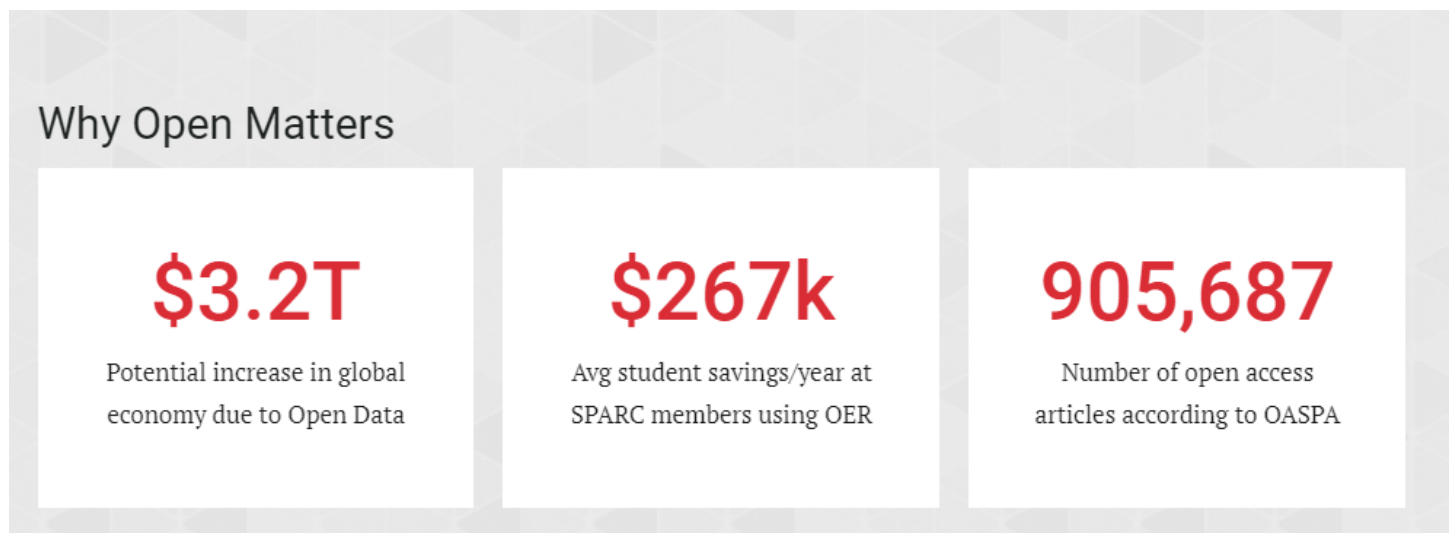 Why Open Matters
$3.2T
Potential increase in global
economy due to Open Data
$267k
Avg student savings/year at
SPARC members using OER
905,687
Number of open access
articles according to OASPA